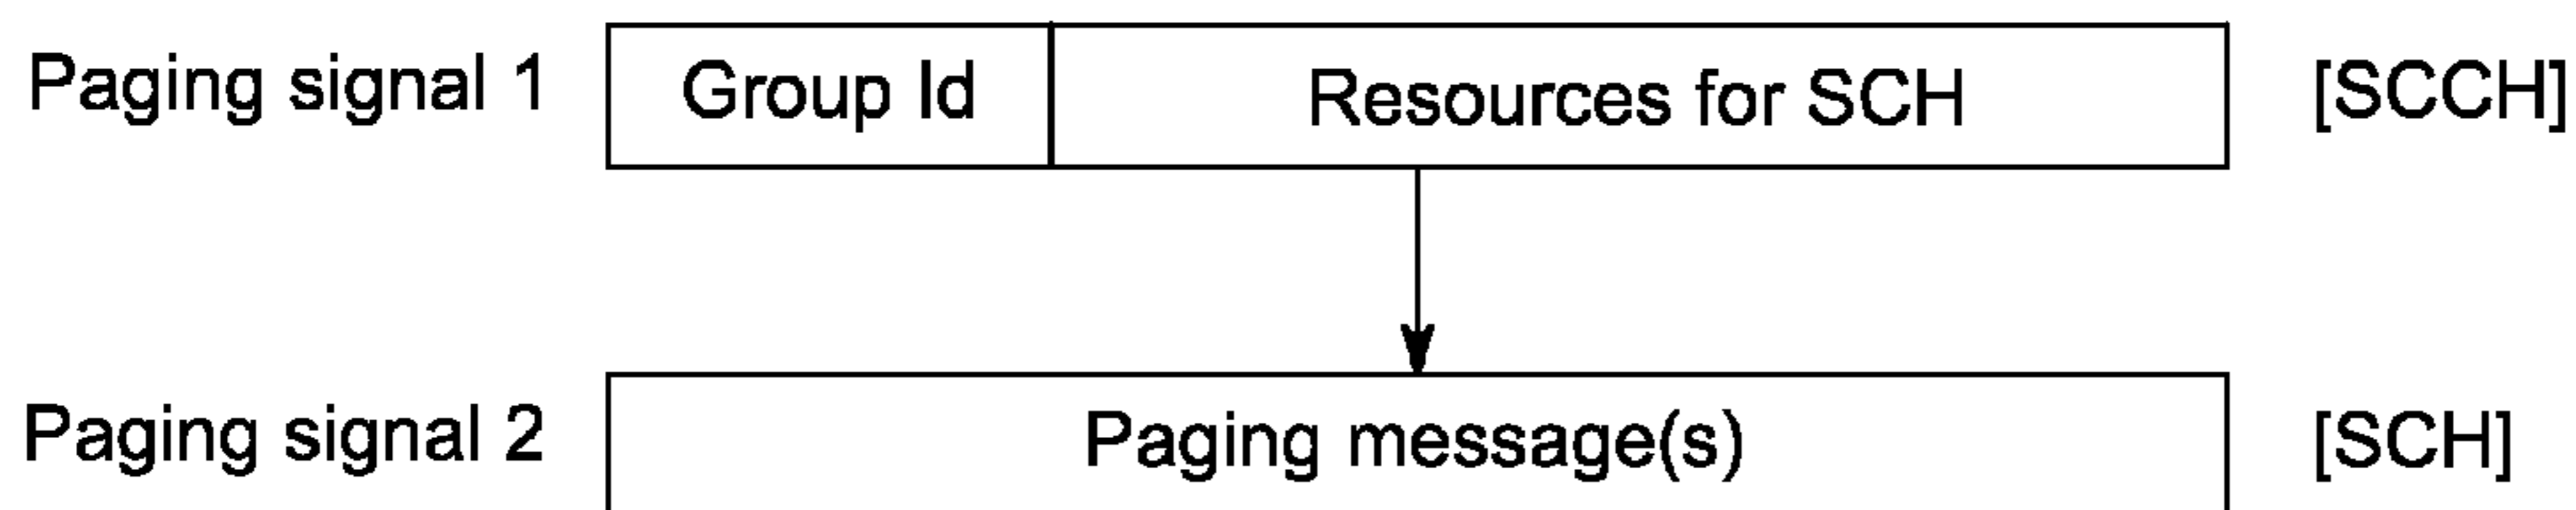 Paging signal 1 Group Id Resources for SCH [SCCH]
Paging signal 2 Paging message(s) [SCH]